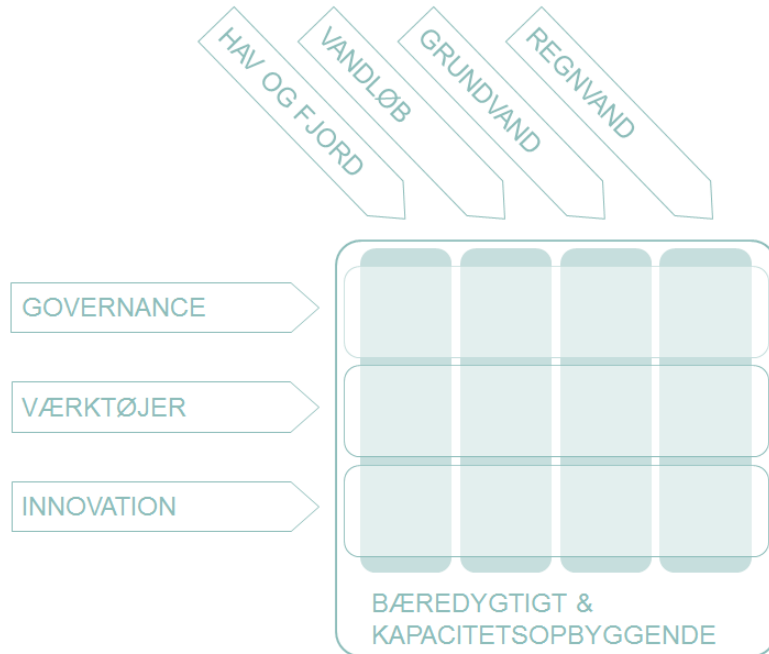 HAV OG FJORD
VANDLØB
GRUNDVAND
REGNVAND
GOVERNANCE
VÆRKTØJER
INNOVATION
BÆREDYGTIGT &
KAPACITETSOPBYGGENDE